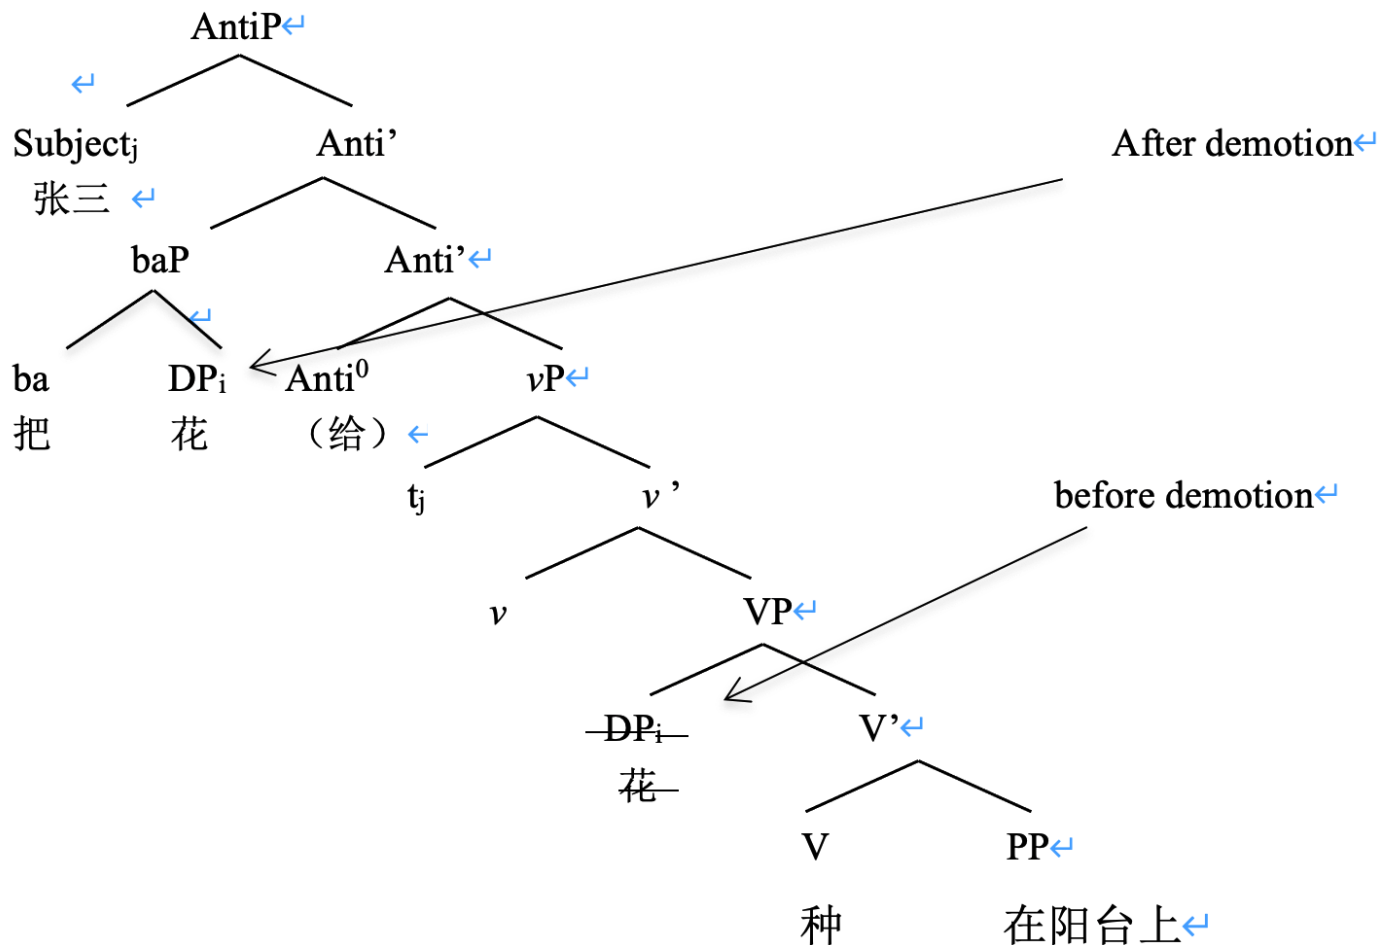 AntiP
Subjectⱼ Anti’ After demotion
张三
baP Anti’
ba DPᵢ Anti⁰ vP
把 花 （给）
tⱼ v ’ before demotion
v VP
DPᵢ V’
花
V PP
种 在阳台上